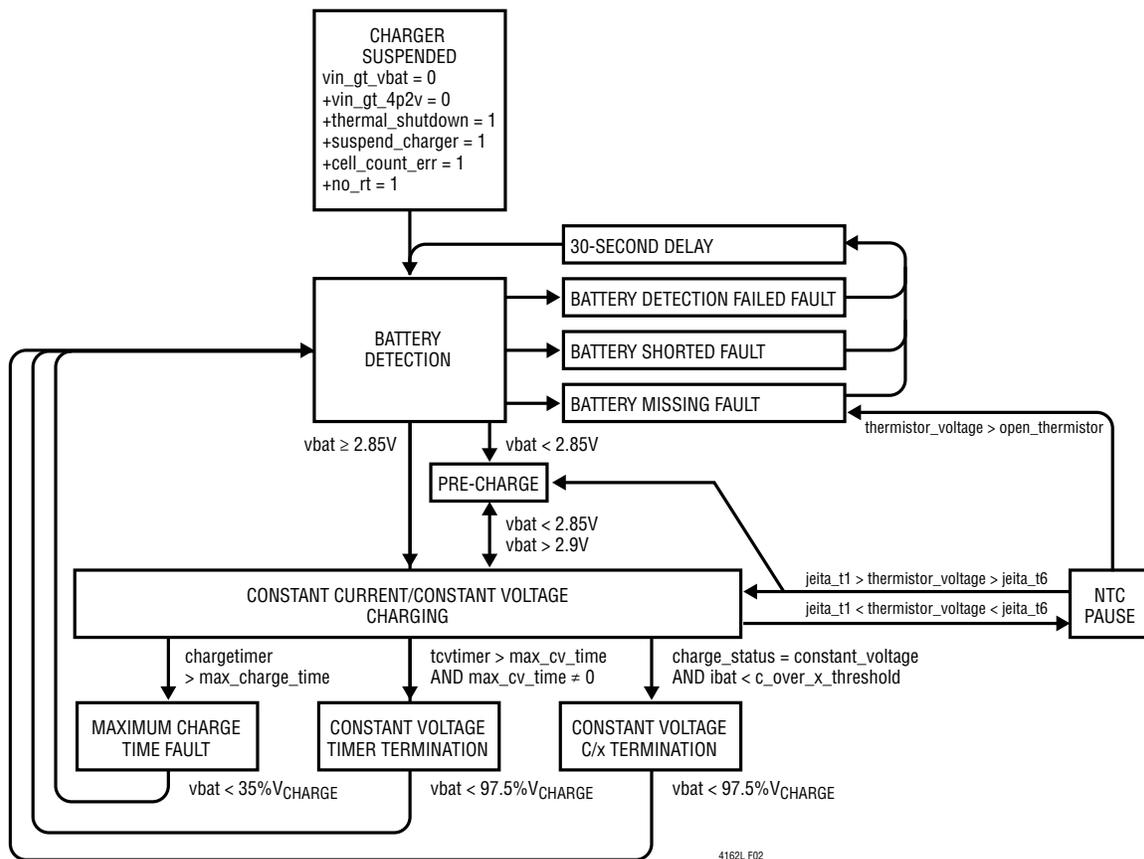 CHARGER
SUSPENDED
vin_gt_vbat = 0
+vin_gt_4p2v = 0
+thermal_shutdown = 1
+suspend_charger = 1
+cell_count_err = 1
+no_rt = 1
30-SECOND DELAY
BATTERY DETECTION FAILED FAULT
BATTERY
DETECTION
BATTERY SHORTED FAULT
BATTERY MISSING FAULT
thermistor_voltage > open_thermistor
vbat ≥ 2.85V
vbat < 2.85V
PRE-CHARGE
vbat < 2.85V
vbat > 2.9V
CONSTANT CURRENT/CONSTANT VOLTAGE
CHARGING
jeita_t1 > thermistor_voltage > jeita_t6
jeita_t1 < thermistor_voltage < jeita_t6
NTC
PAUSE
chargetimer
> max_charge_time
tcvtimer > max_cv_time
AND max_cv_time ≠ 0
charge_status = constant_voltage
AND ibat < c_over_x_threshold
MAXIMUM CHARGE
TIME FAULT
CONSTANT VOLTAGE
TIMER TERMINATION
CONSTANT VOLTAGE
C/x TERMINATION
vbat < 35%VCHARGE
vbat < 97.5%VCHARGE
vbat < 97.5%VCHARGE
4162L F02